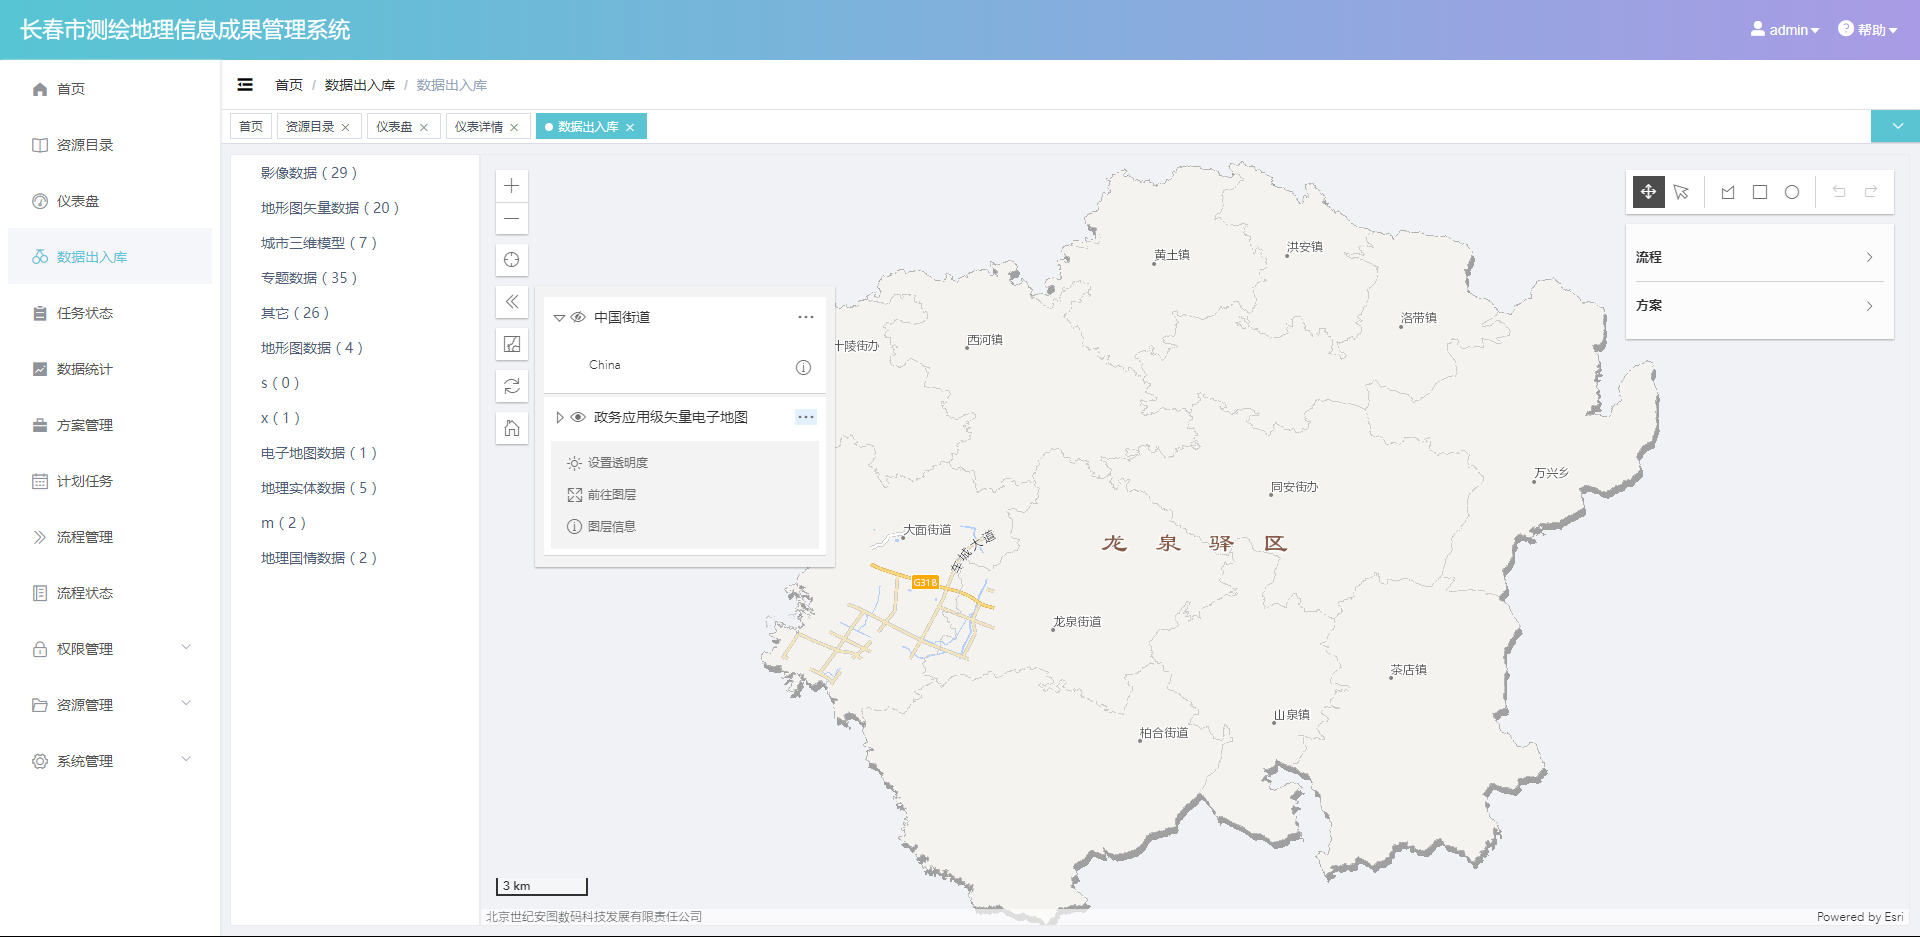 长春市测绘地理信息成果管理系统
admin
帮助
首页
资源目录
仪表盘
数据出入库
任务状态
数据统计
方案管理
计划任务
流程管理
流程状态
权限管理
资源管理
系统管理
首页 / 数据出入库 / 数据出入库
首页
资源目录 ×
仪表盘 ×
仪表详情 ×
数据出入库 ×
影像数据 ( 29 )
地形图矢量数据 ( 20 )
城市三维模型 ( 7 )
专题数据 ( 35 )
其它 ( 26 )
地形图数据 ( 4 )
s ( 0 )
x ( 1 )
电子地图数据 ( 1 )
地理实体数据 ( 5 )
m ( 2 )
地理国情数据 ( 2 )
中国街道
China
政务应用级矢量电子地图
设置透明度
前往图层
图层信息
流程
方案
黄土镇
洪安镇
洛带镇
西河镇
十陵街办
万兴乡
同安街办
大面街道
车城大道
龙泉驿区
G318
龙泉街道
茶店镇
山泉镇
柏合街道
3 km
北京世纪安图数码科技发展有限责任公司
Powered by Esri